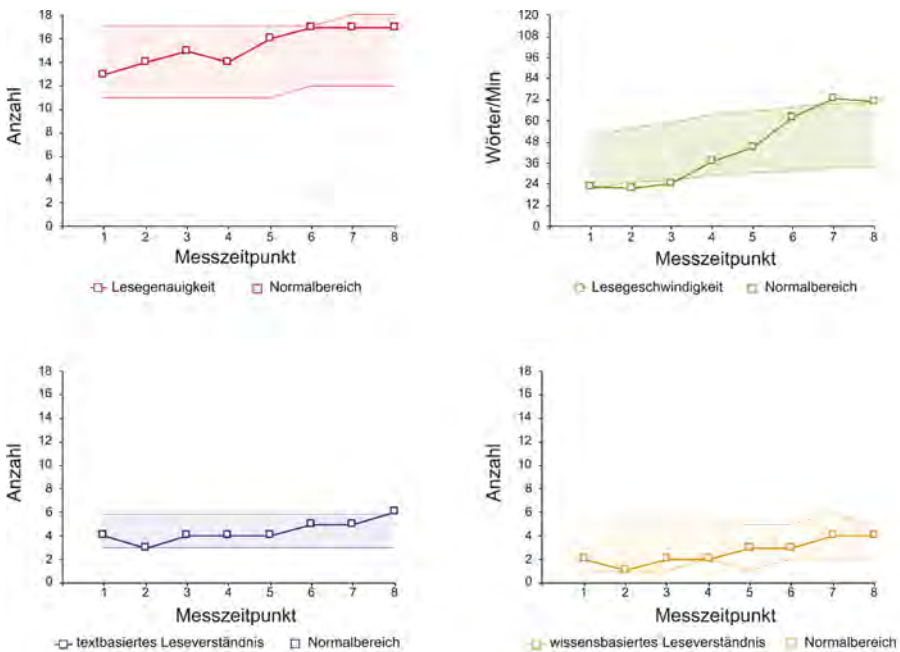 18
16
14
12
10
8
6
4
2
0
Anzahl
1 2 3 4 5 6 7 8
Messzeitpunkt
Lesegenauigkeit Normalbereich
120
108
96
84
72
60
48
36
24
12
0
Wörter/Min
1 2 3 4 5 6 7 8
Messzeitpunkt
Lesegeschwindigkeit Normalbereich
18
16
14
12
10
8
6
4
2
0
Anzahl
1 2 3 4 5 6 7 8
Messzeitpunkt
textbasiertes Leseverständnis Normalbereich
18
16
14
12
10
8
6
4
2
0
Anzahl
1 2 3 4 5 6 7 8
Messzeitpunkt
wissensbasiertes Leseverständnis Normalbereich